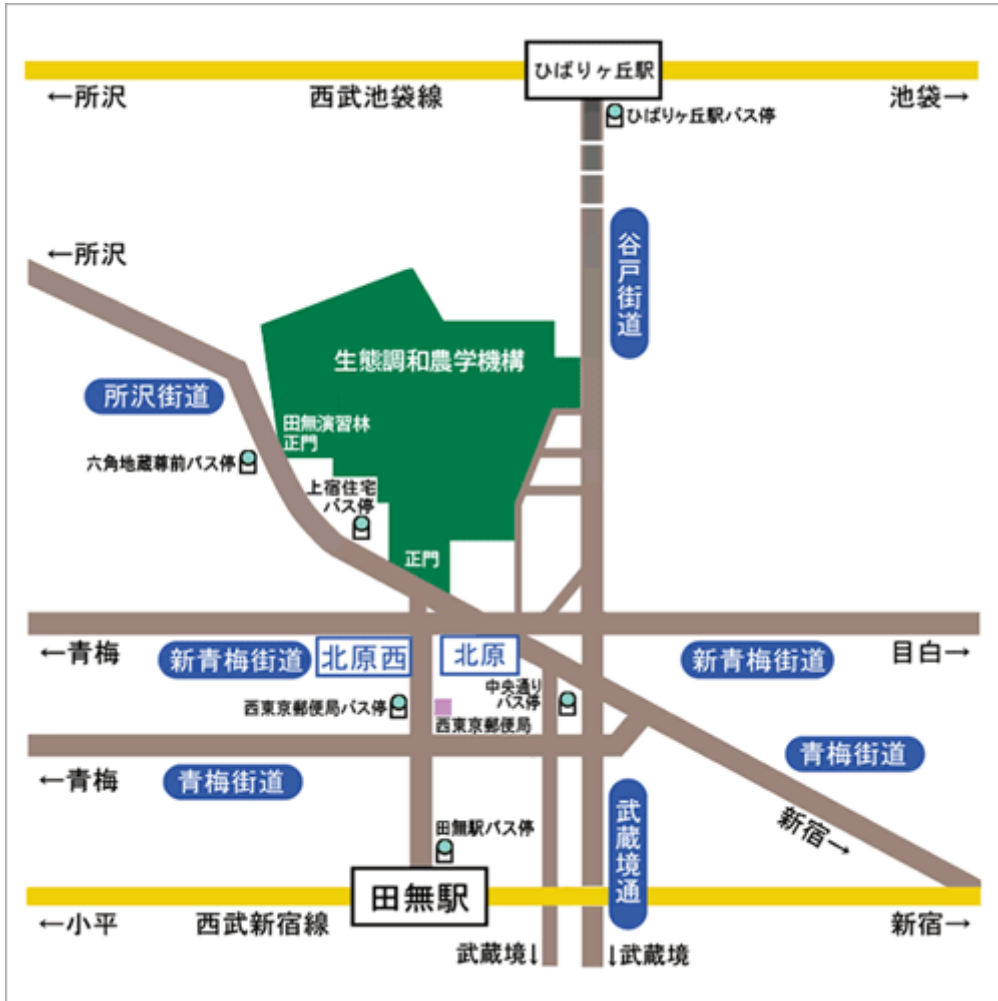 ひばりヶ丘駅
←所沢
西武池袋線
池袋→
ひばりヶ丘駅バス停
谷戸街道
←所沢
生態調和農学機構
所沢街道
田無演習林
正門
六角地蔵尊前バス停
上宿住宅
バス停
正門
←青梅
新青梅街道
北原西
北原
新青梅街道
目白→
西東京郵便局バス停
西東京郵便局
中央通り
バス停
←青梅
青梅街道
青梅街道
新宿→
武蔵境通
田無駅バス停
田無駅
←小平
西武新宿線
新宿→
武蔵境↓
↓武蔵境